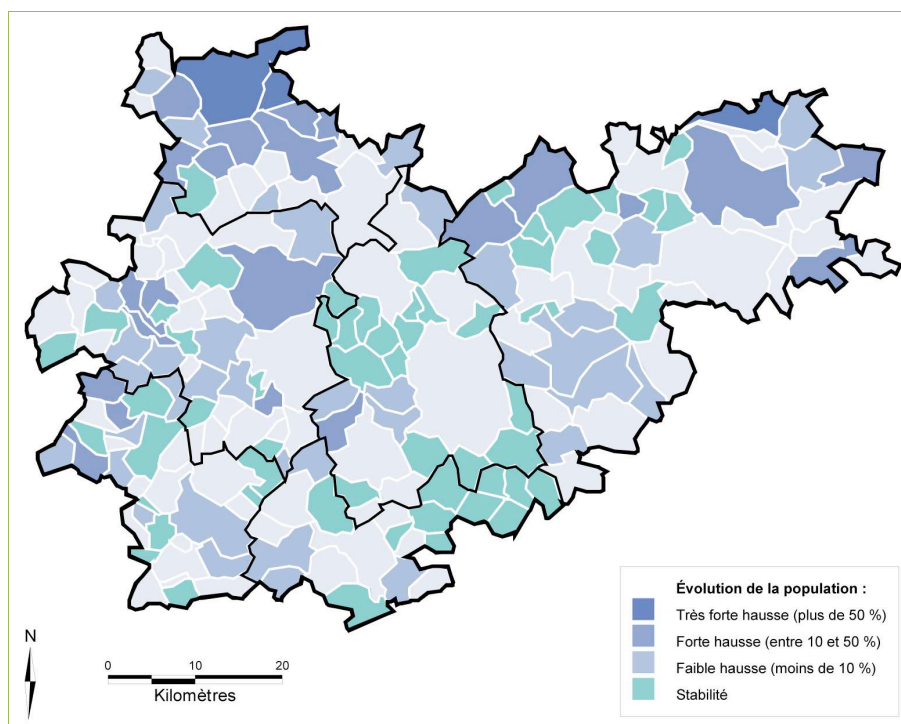 Évolution de la population :
Très forte hausse (plus de 50 %)
Forte hausse (entre 10 et 50 %)
Faible hausse (moins de 10 %)
Stabilité
N
0 10 20
Kilomètres